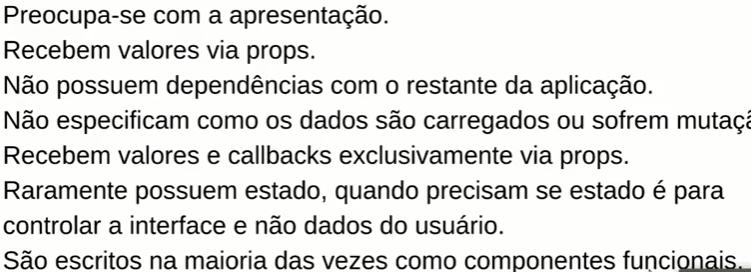 Preocupa-se com a apresentação.
Recebem valores via props.
Não possuem dependências com o restante da aplicação.
Não especificam como os dados são carregados ou sofrem mutaçã
Recebem valores e callbacks exclusivamente via props.
Raramente possuem estado, quando precisam se estado é para
controlar a interface e não dados do usuário.
São escritos na maioria das vezes como componentes funcionais.